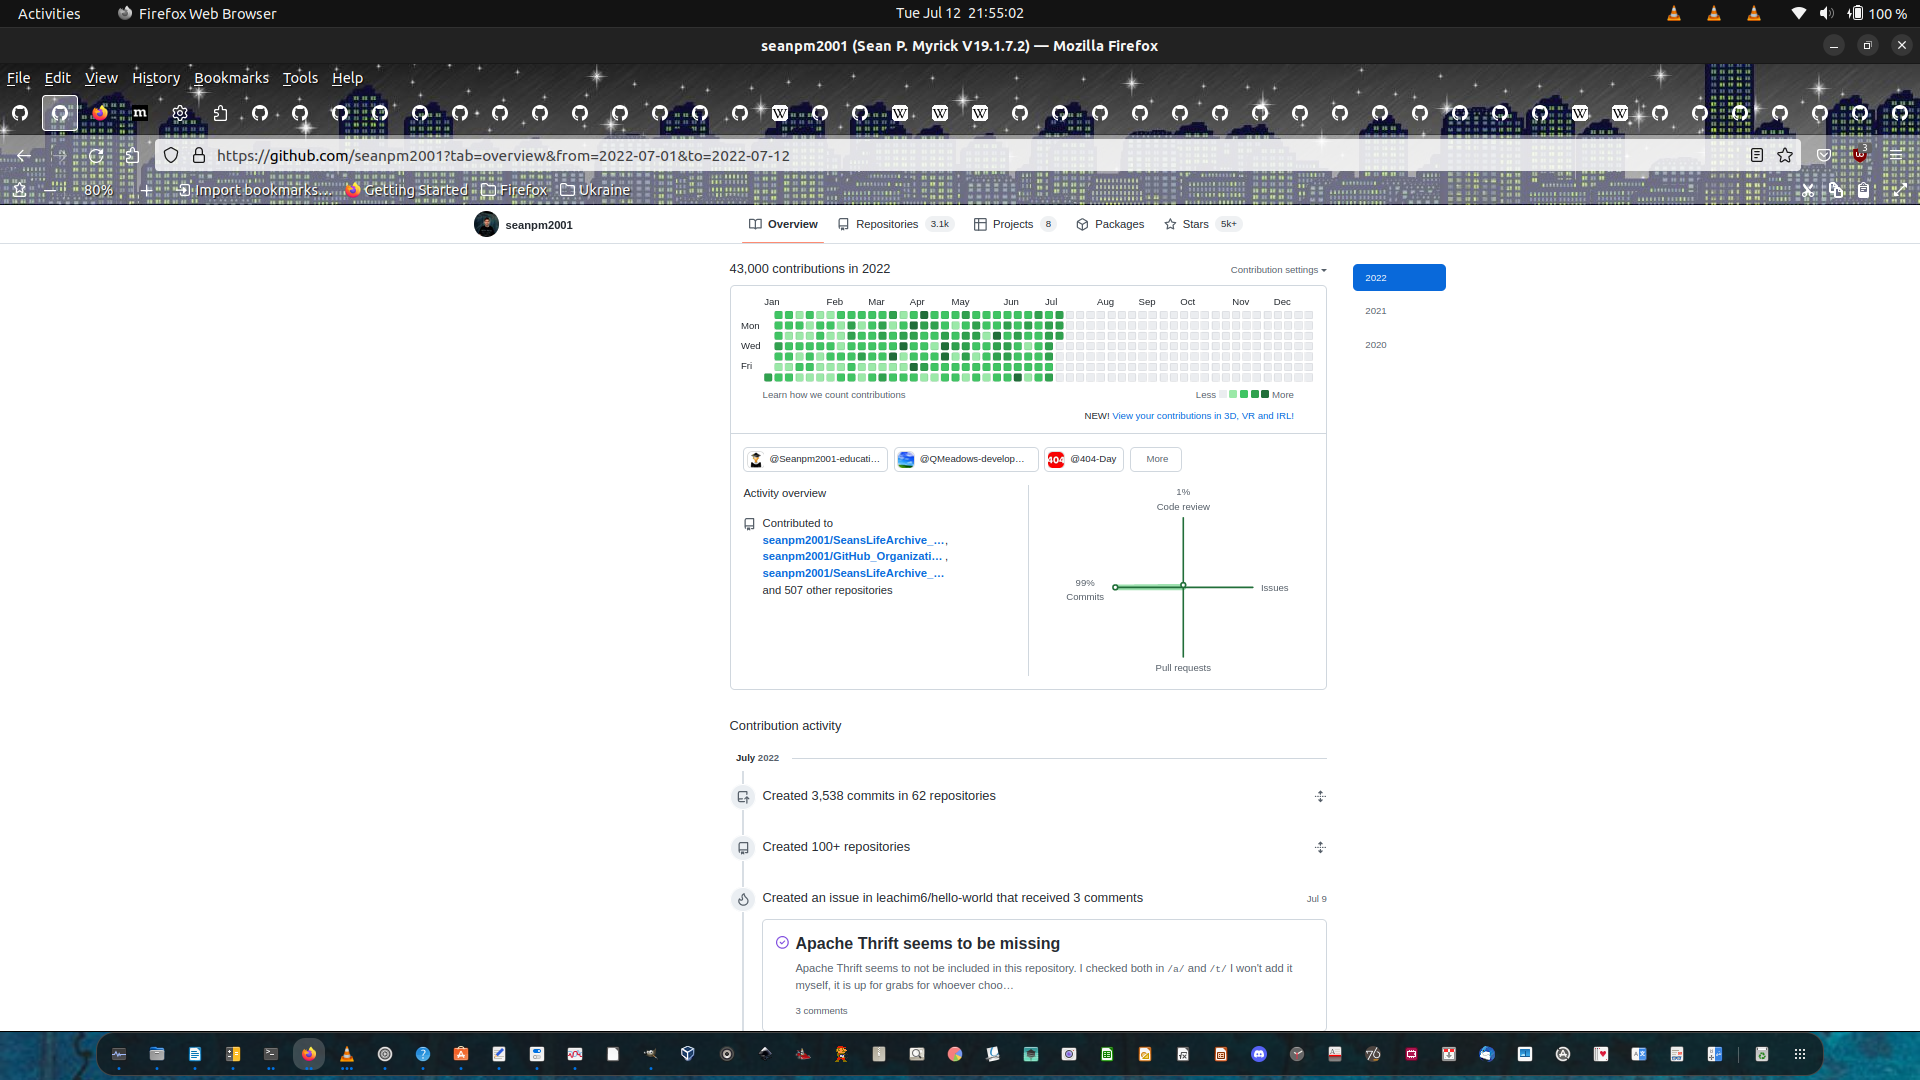 Activities
Firefox Web Browser
Tue Jul 12 21:55:02
100 %
seanpm2001 (Sean P. Myrick V19.1.7.2) — Mozilla Firefox
File Edit View History Bookmarks Tools Help
https://github.com/seanpm2001?tab=overview&from=2022-07-01&to=2022-07-12
3
80%
Import bookmarks...
Getting Started
Firefox
Ukraine
seanpm2001
Overview
Repositories 3.1k
Projects 8
Packages
Stars 5k+
43,000 contributions in 2022
Contribution settings
2022
2021
2020
Jan Feb Mar Apr May Jun Jul Aug Sep Oct Nov Dec
Mon
Wed
Fri
Learn how we count contributions
Less
More
NEW! View your contributions in 3D, VR and IRL!
@Seanpm2001-educati...
@QMeadows-develop...
404 @404-Day
More
Activity overview
Contributed to
seanpm2001/SeansLifeArchive_...,
seanpm2001/GitHub_Organizati... ,
seanpm2001/SeansLifeArchive_...
and 507 other repositories
1%
Code review
99%
Commits
Issues
Pull requests
Contribution activity
July 2022
Created 3,538 commits in 62 repositories
Created 100+ repositories
Created an issue in leachim6/hello-world that received 3 comments
Jul 9
Apache Thrift seems to be missing
Apache Thrift seems to not be included in this repository. I checked both in /a/ and /t/ I won't add it
myself, it is up for grabs for whoever choo…
3 comments